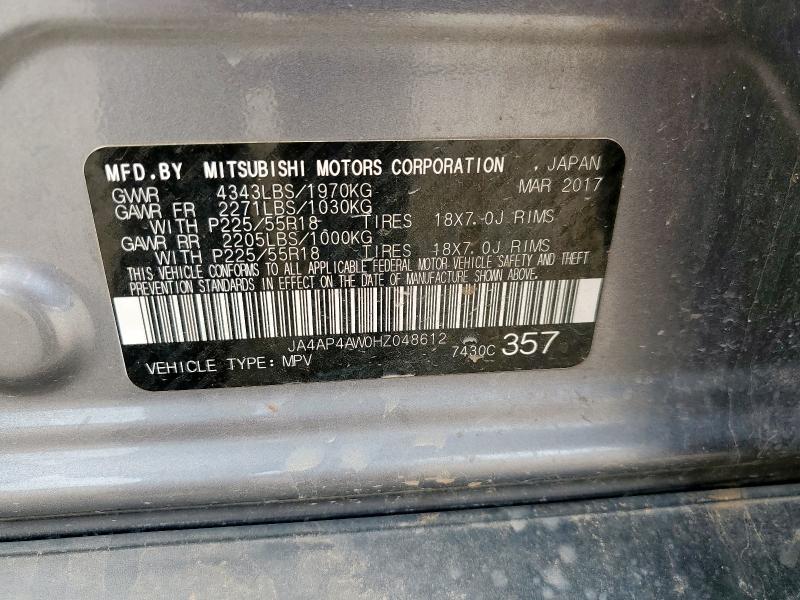 MFD.BY MITSUBISHI MOTORS CORPORATION , JAPAN
GVWR 4343LBS/1970KG MAR 2017
GAWR FR 2271LBS/1030KG
WITH P225/55R18 TIRES 18X7.0J RIMS
GAWR RR 2205LBS/1000KG
WITH P225/55R18 TIRES 18X7.0J RIMS
THIS VEHICLE CONFORMS TO ALL APPLICABLE FEDERAL MOTOR VEHICLE SAFETY AND THEFT
PREVENTION STANDARDS IN EFFECT ON THE DATE OF MANUFACTURE SHOWN ABOVE.
JA4AP4AW0HZ048612
VEHICLE TYPE: MPV 7430C 357